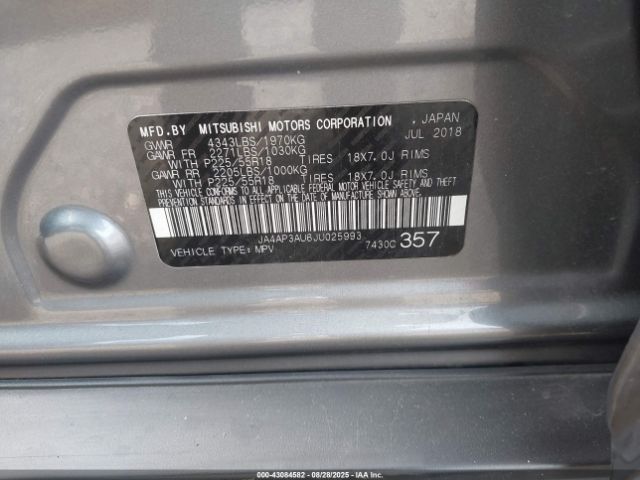 MFD.BY MITSUBISHI MOTORS CORPORATION . JAPAN
GVWR 4343LBS/1970KG JUL 2018
GAWR FR 2271LBS/1030KG
WITH P225/55R18 TIRES 18X7.0J RIMS
GAWR RR 2205LBS/1000KG
WITH P225/55R18 TIRES 18X7.0J RIMS
THIS VEHICLE CONFORMS TO ALL APPLICABLE FEDERAL MOTOR VEHICLE SAFETY AND THEFT
PREVENTION STANDARDS IN EFFECT ON THE DATE OF MANUFACTURE SHOWN ABOVE.
JA4AP3AU6JU025993
VEHICLE TYPE:MPV 7430C 357
© IAA *** #000-43084582 *** 08/28/2025 *** IAAI.COM ***